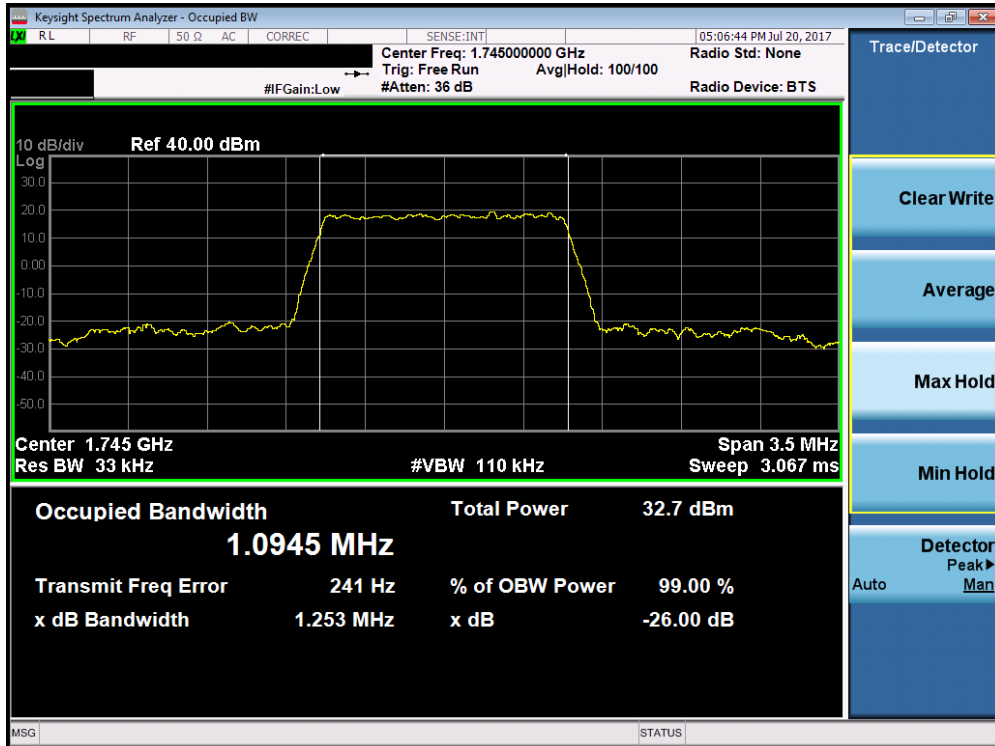 Keysight Spectrum Analyzer - Occupied BW
LXI RL RF 50 Ω AC CORREC SENSE:INT 05:06:44 PM Jul 20, 2017
Center Freq: 1.745000000 GHz Radio Std: None
Trig: Free Run Avg|Hold: 100/100
#IFGain:Low #Atten: 36 dB Radio Device: BTS
Trace/Detector
10 dB/div Ref 40.00 dBm
Log
30.0
20.0
10.0
0.00
-10.0
-20.0
-30.0
-40.0
-50.0
Center 1.745 GHz Span 3.5 MHz
Res BW 33 kHz #VBW 110 kHz Sweep 3.067 ms
Occupied Bandwidth Total Power 32.7 dBm
1.0945 MHz
Transmit Freq Error 241 Hz % of OBW Power 99.00 %
x dB Bandwidth 1.253 MHz x dB -26.00 dB
Clear Write
Average
Max Hold
Min Hold
Detector
Peak▶
Auto Man
MSG STATUS